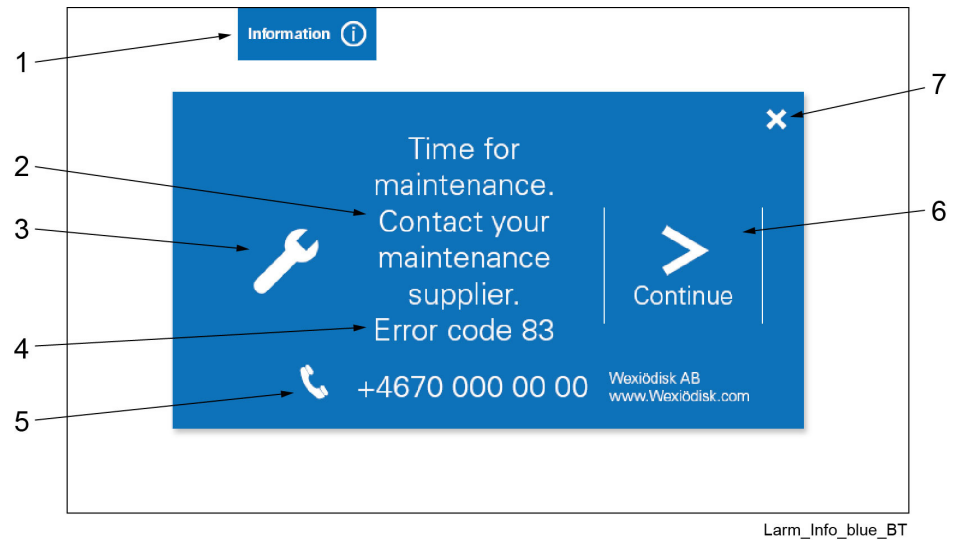 Information i
1
7
2
Time for
maintenance.
Contact your
maintenance
supplier.
Error code 83
3
6
Continue
4
5
+4670 000 00 00
Wexiödisk AB
www.Wexiödisk.com
Larm_Info_blue_BT